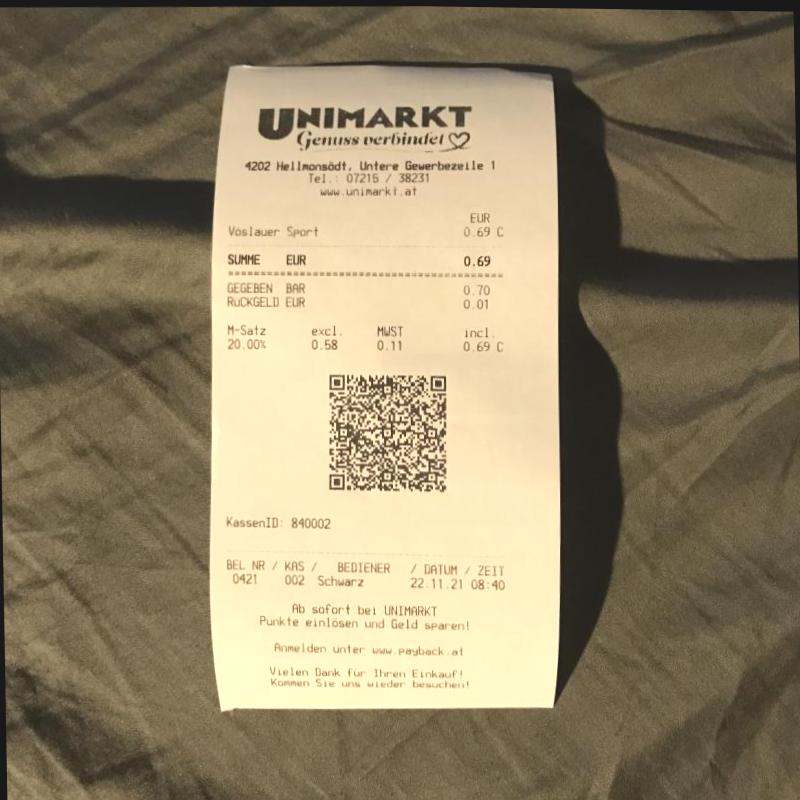 UNIMARKT
Genuss verbindet
4202 Hellmonsödt, Untere Gewerbezeile 1
Tel.: 07215 / 38231
www.unimarkt.at
EUR
Voslauer Sport 0.69 C
SUMME EUR 0.69
GEGEBEN BAR 0.70
RUCKGELD EUR 0.01
M-Satz excl. MWST incl.
20.00% 0.58 0.11 0.69 C
KassenID: 840002
BEL NR / KAS / BEDIENER / DATUM / ZEIT
0421 002 Schwarz 22.11.21 08:40
Ab sofort bei UNIMARKT
Punkte einlösen und Geld sparen!
Anmelden unter www.payback.at
Vielen Dank für Ihren Einkauf!
Kommen Sie uns wieder besuchen!